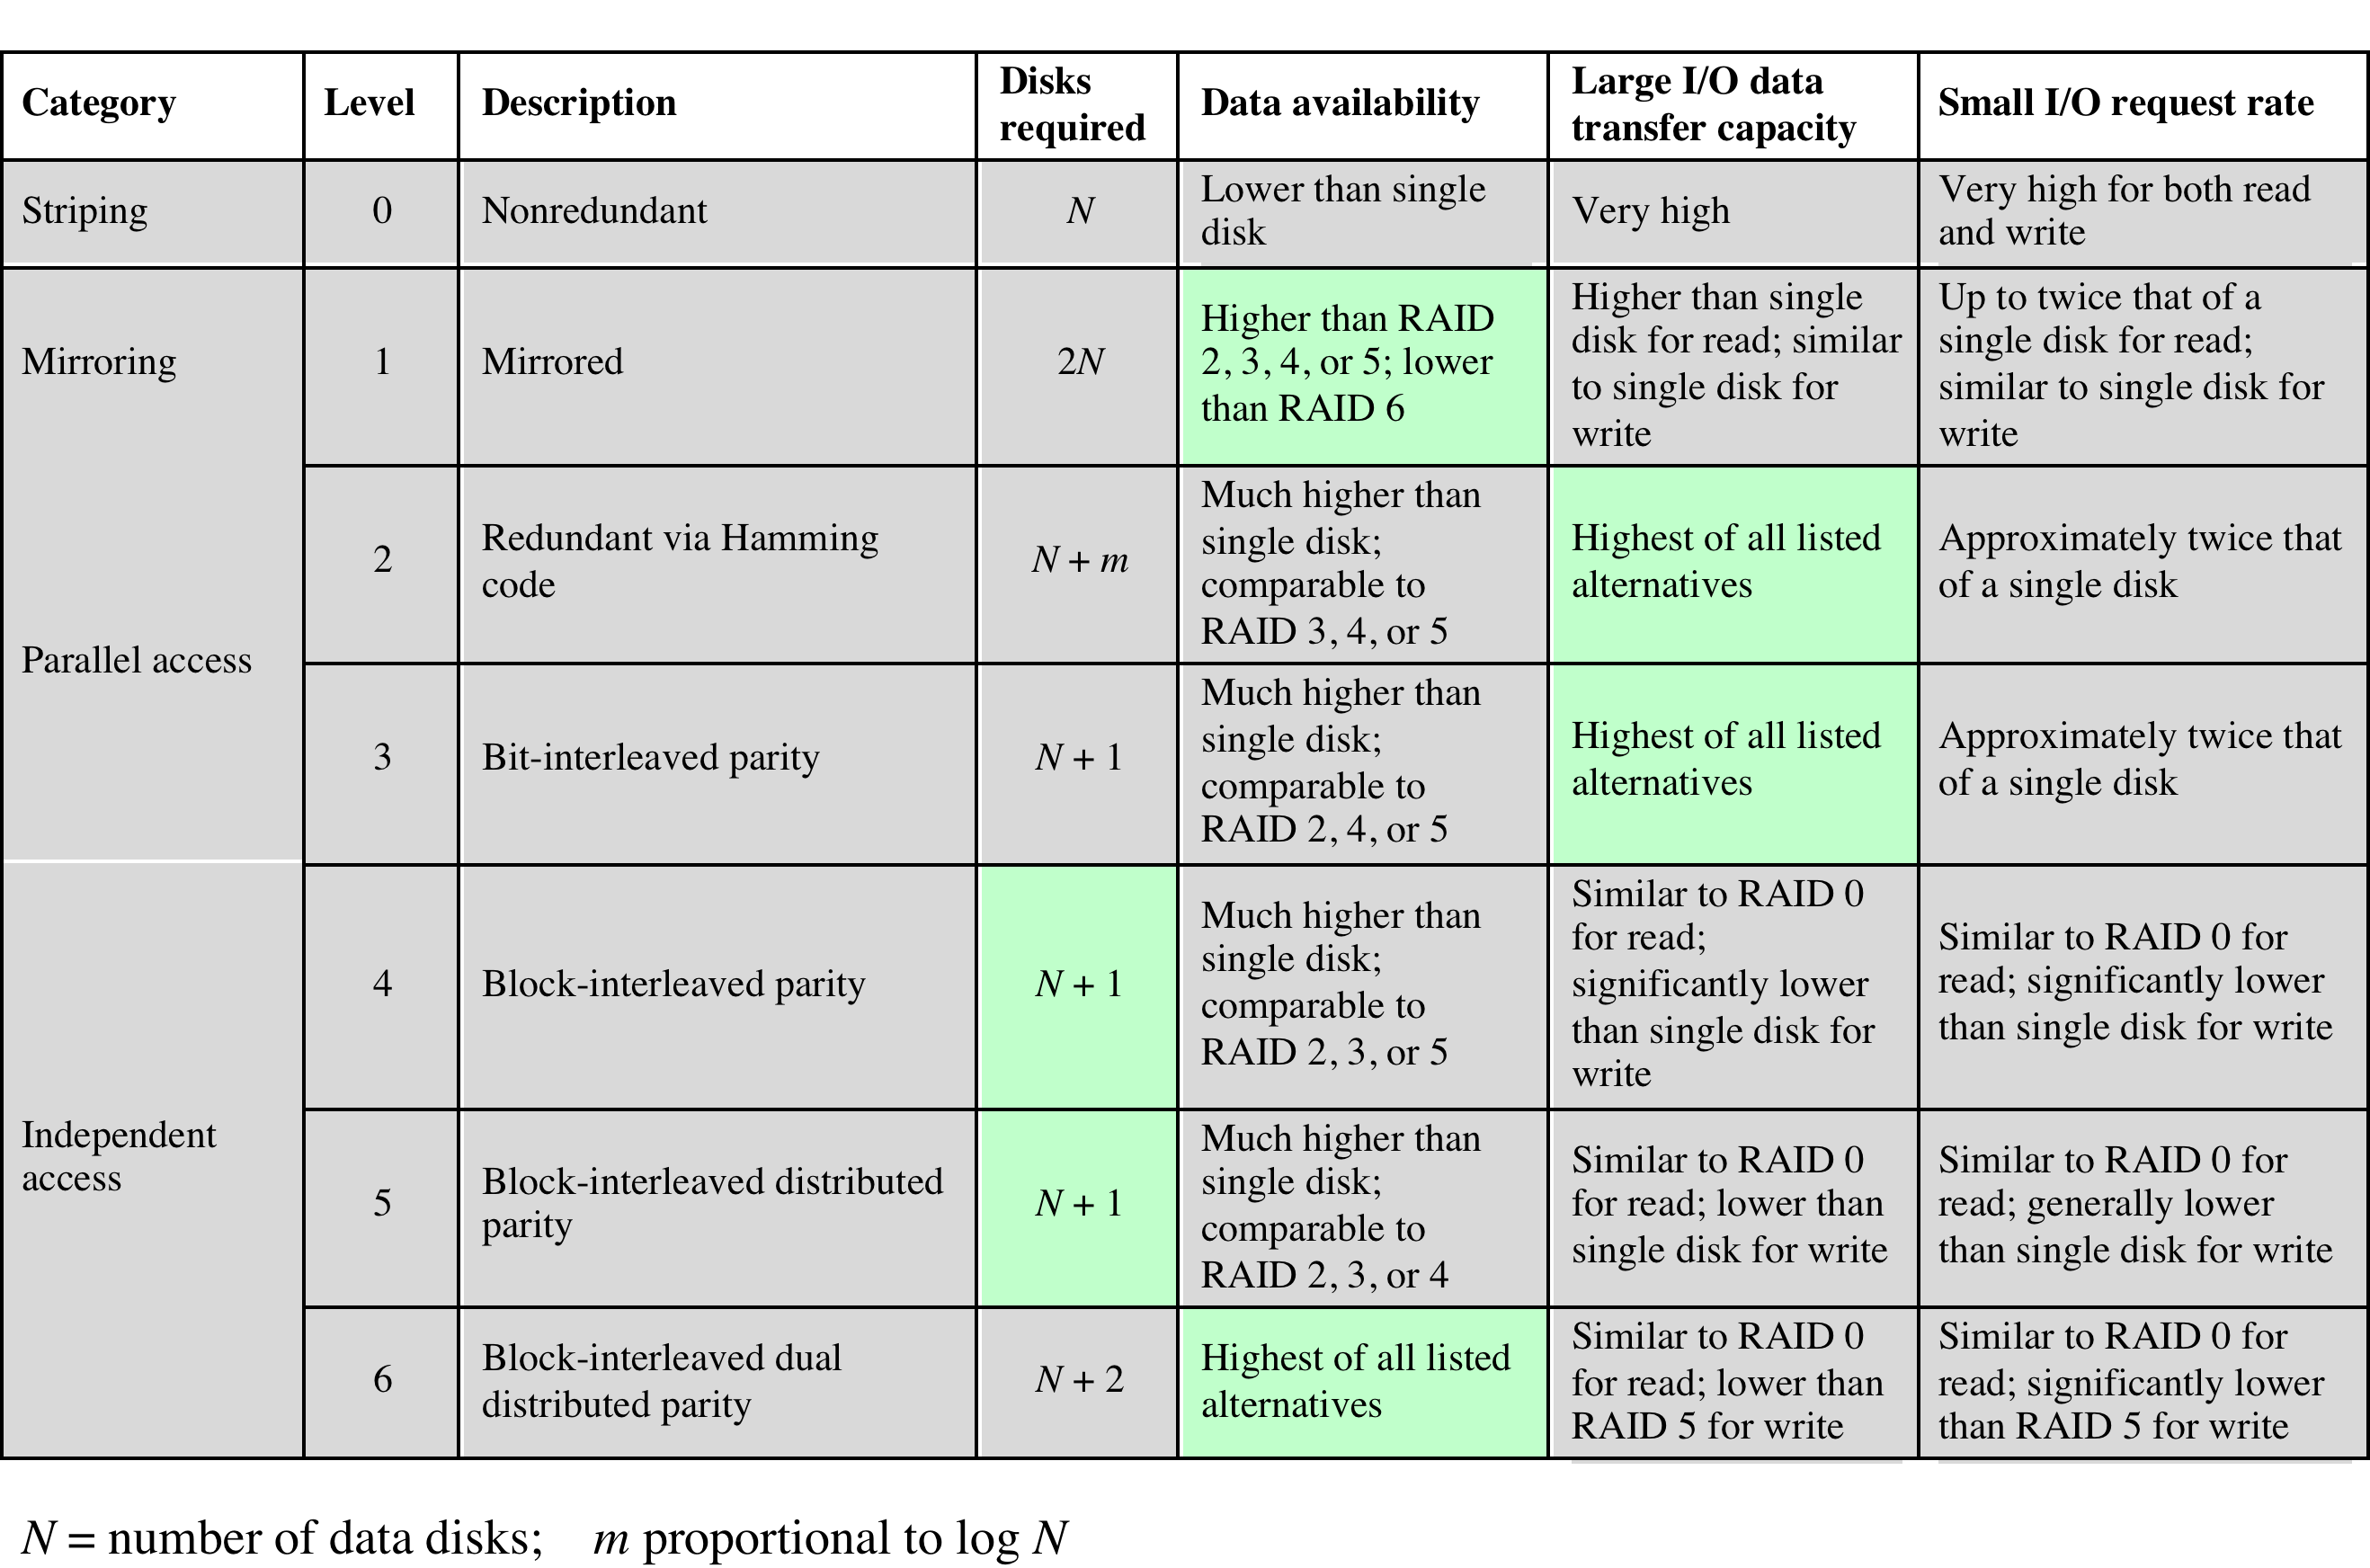 Category
Level
Description
Disks
required
Data availability
Large I/O data
transfer capacity
Small I/O request rate
Striping
0
Nonredundant
N
Lower than single
disk
Very high
Very high for both read
and write
Mirroring
1
Mirrored
2N
Higher than RAID
2, 3, 4, or 5; lower
than RAID 6
Higher than single
disk for read; similar
to single disk for
write
Up to twice that of a
single disk for read;
similar to single disk for
write
Parallel access
2
Redundant via Hamming
code
N + m
Much higher than
single disk;
comparable to
RAID 3, 4, or 5
Highest of all listed
alternatives
Approximately twice that
of a single disk
3
Bit-interleaved parity
N + 1
Much higher than
single disk;
comparable to
RAID 2, 4, or 5
Highest of all listed
alternatives
Approximately twice that
of a single disk
Independent
access
4
Block-interleaved parity
N + 1
Much higher than
single disk;
comparable to
RAID 2, 3, or 5
Similar to RAID 0
for read;
significantly lower
than single disk for
write
Similar to RAID 0 for
read; significantly lower
than single disk for write
5
Block-interleaved distributed
parity
N + 1
Much higher than
single disk;
comparable to
RAID 2, 3, or 4
Similar to RAID 0
for read; lower than
single disk for write
Similar to RAID 0 for
read; generally lower
than single disk for write
6
Block-interleaved dual
distributed parity
N + 2
Highest of all listed
alternatives
Similar to RAID 0
for read; lower than
RAID 5 for write
Similar to RAID 0 for
read; significantly lower
than RAID 5 for write
N = number of data disks; m proportional to log N